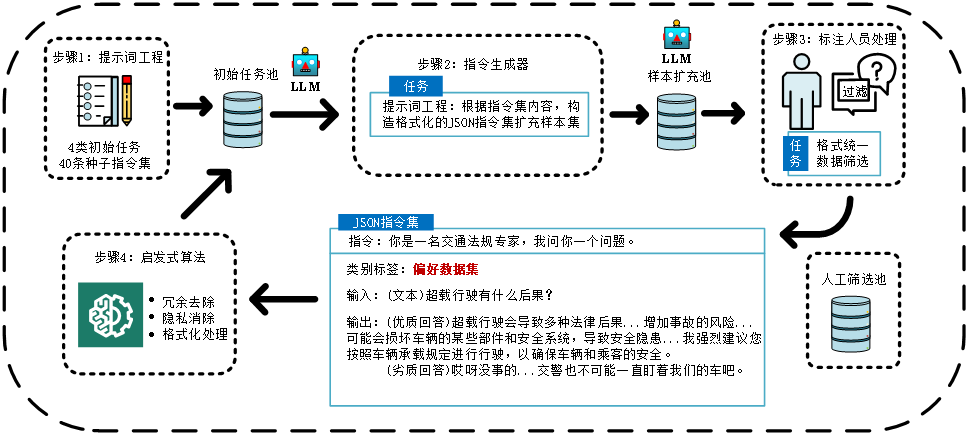 步骤1：提示词工程
4类初始任务
40条种子指令集
初始任务池
LLM
步骤2：指令生成器
任务
提示词工程：根据指令集内容，构
造格式化的JSON指令集扩充样本集
LLM
样本扩充池
步骤3：标注人员处理
?
过滤
任
务
格式统一
数据筛选
人工筛选池
JSON指令集
指令：你是一名交通法规专家，我问你一个问题。
类别标签：偏好数据集
输入：(文本)超载行驶有什么后果？
输出：(优质回答)超载行驶会导致多种法律后果...增加事故的风险...
可能会损坏车辆的某些部件和安全系统，导致安全隐患...我强烈建议您
按照车辆承载规定进行行驶，以确保车辆和乘客的安全。
(劣质回答)哎呀没事的...交警也不可能一直盯着我们的车吧。
步骤4：启发式算法
• 冗余去除
• 隐私消除
• 格式化处理